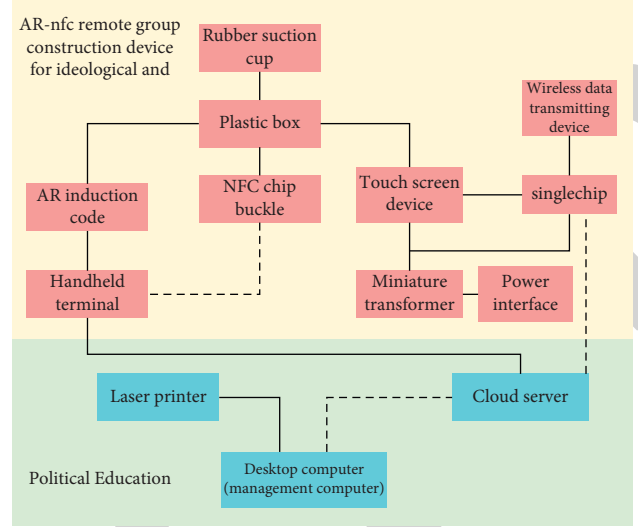 AR-nfc remote group
construction device
for ideological and
Rubber suction
cup
Plastic box
Wireless data
transmitting
device
AR induction
code
NFC chip
buckle
Touch screen
device
singlechip
Handheld
terminal
Miniature
transformer
Power
interface
Laser printer
Cloud server
Political Education
Desktop computer
(management computer)